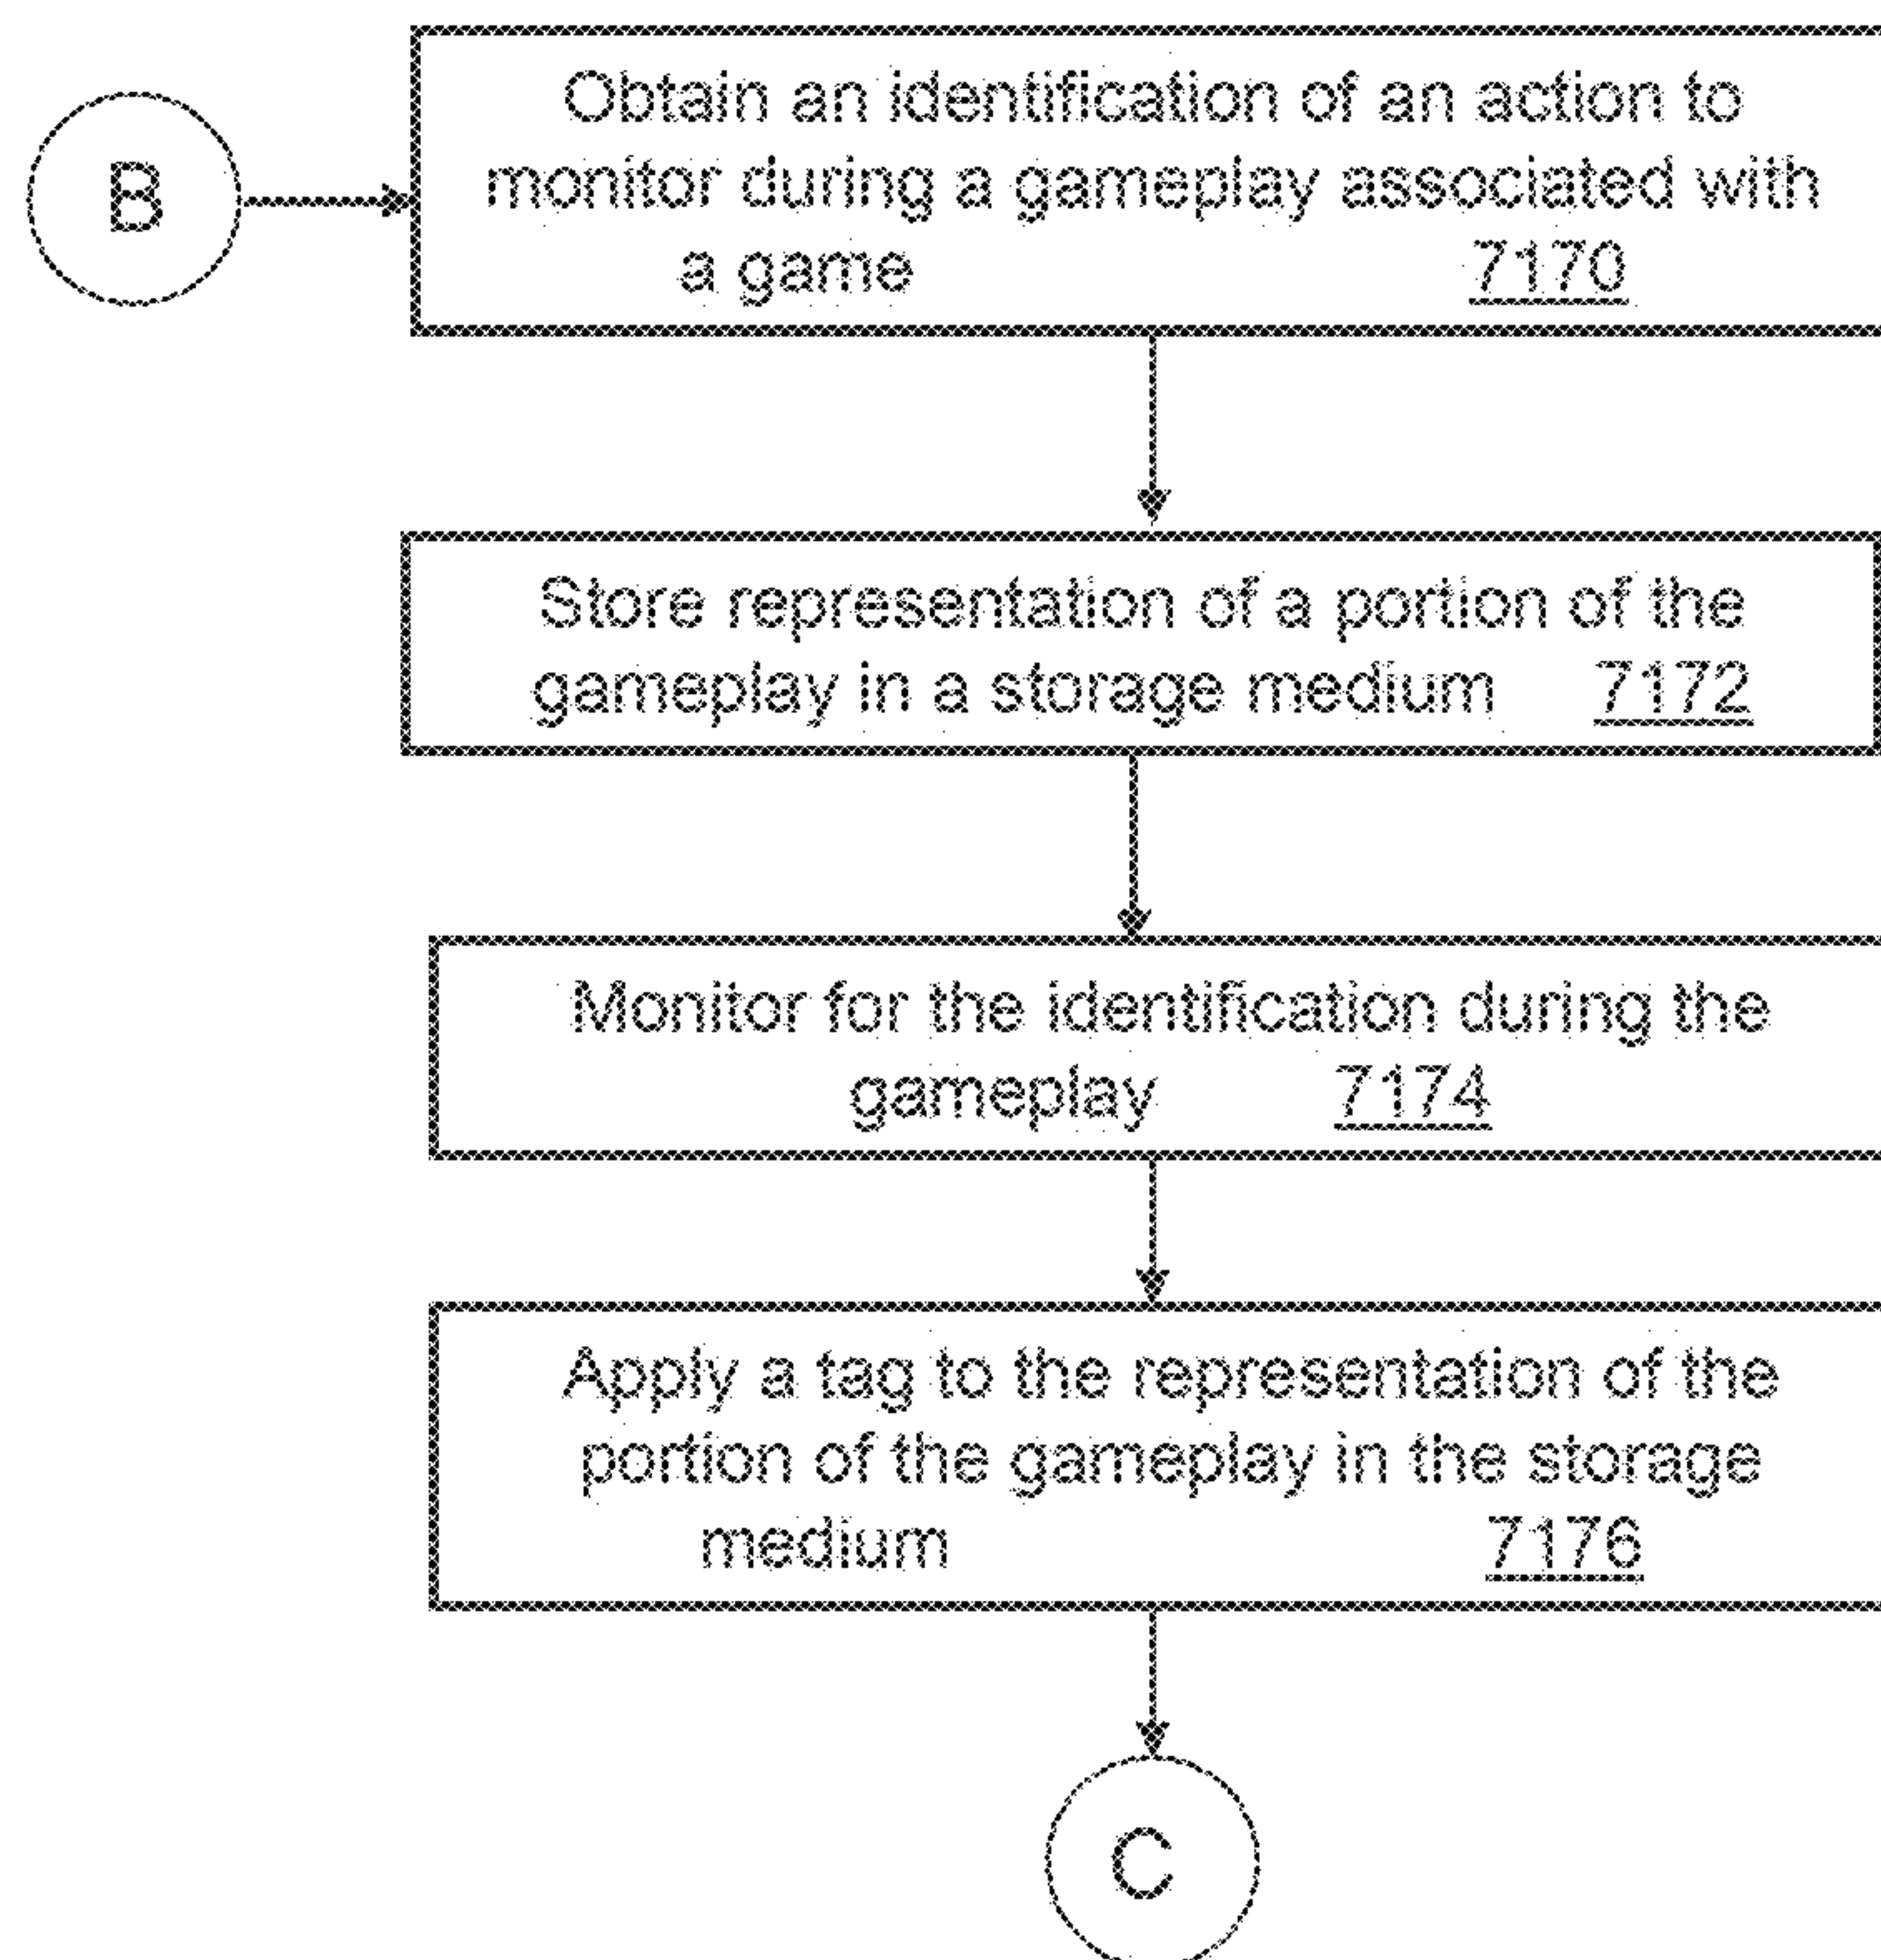 B
Obtain an identification of an action to
monitor during a gameplay associated with
a game 7170
Store representation of a portion of the
gameplay in a storage medium 7172
Monitor for the identification during the
gameplay 7174
Apply a tag to the representation of the
portion of the gameplay in the storage
medium 7176
C